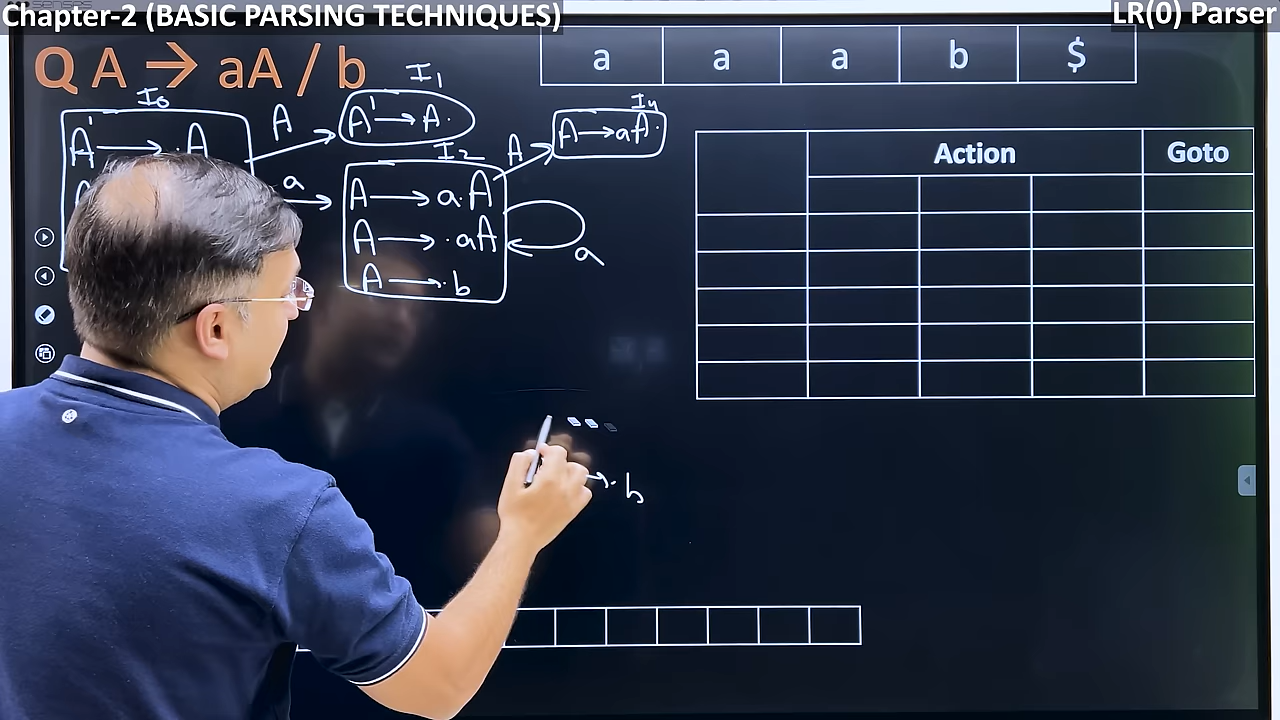 Chapter-2 (BASIC PARSING TECHNIQUES)
LR(0) Parser
Q A → aA / b
a a a b $
I0
A' → .A
A
a
I1
A' → A.
I2
A → a.A
A → .aA
A → .b
A
a
I4
A → aA.
Action Goto
→ . b